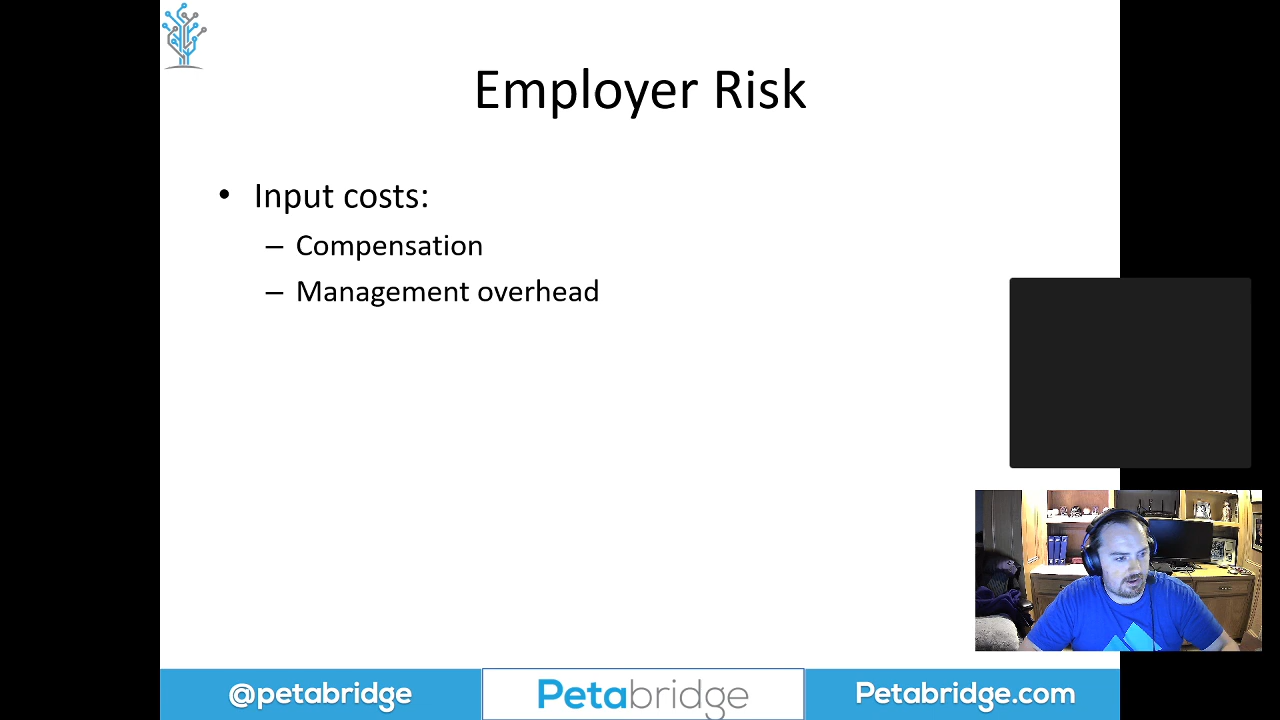 Employer Risk
• Input costs:
– Compensation
– Management overhead
@petabridge
Petabridge
Petabridge.com